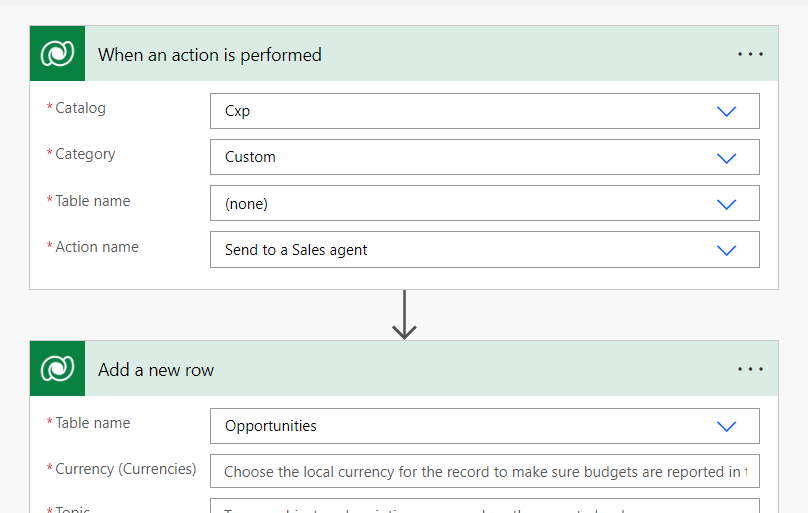 When an action is performed
* Catalog
Cxp
* Category
Custom
* Table name
(none)
* Action name
Send to a Sales agent
Add a new row
* Table name
Opportunities
* Currency (Currencies)
Choose the local currency for the record to make sure budgets are reported in
* Topic